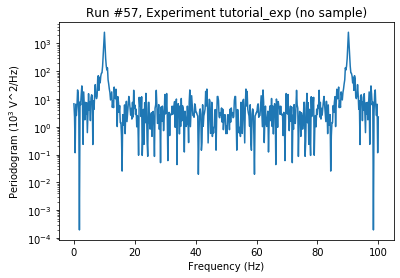 Run #57, Experiment tutorial_exp (no sample)
Periodogram (10³ V^2/Hz)
10³
10²
10¹
10⁰
10⁻¹
10⁻²
10⁻³
10⁻⁴
0 20 40 60 80 100
Frequency (Hz)